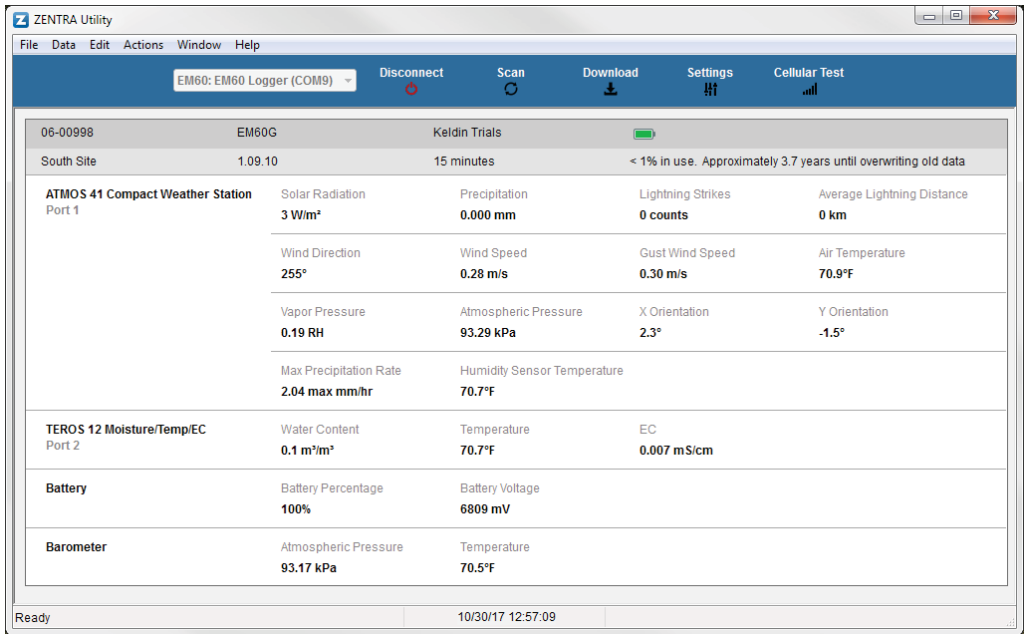 ZENTRA Utility
File Data Edit Actions Window Help
EM60: EM60 Logger (COM9) Disconnect Scan Download Settings Cellular Test
06-00998 EM60G Keldin Trials
South Site 1.09.10 15 minutes < 1% in use. Approximately 3.7 years until overwriting old data
ATMOS 41 Compact Weather Station Solar Radiation Precipitation Lightning Strikes Average Lightning Distance
Port 1 3 W/m² 0.000 mm 0 counts 0 km
Wind Direction Wind Speed Gust Wind Speed Air Temperature
255° 0.28 m/s 0.30 m/s 70.9°F
Vapor Pressure Atmospheric Pressure X Orientation Y Orientation
0.19 RH 93.29 kPa 2.3° -1.5°
Max Precipitation Rate Humidity Sensor Temperature
2.04 max mm/hr 70.7°F
TEROS 12 Moisture/Temp/EC Water Content Temperature EC
Port 2 0.1 m³/m³ 70.7°F 0.007 mS/cm
Battery Battery Percentage Battery Voltage
100% 6809 mV
Barometer Atmospheric Pressure Temperature
93.17 kPa 70.5°F
Ready 10/30/17 12:57:09